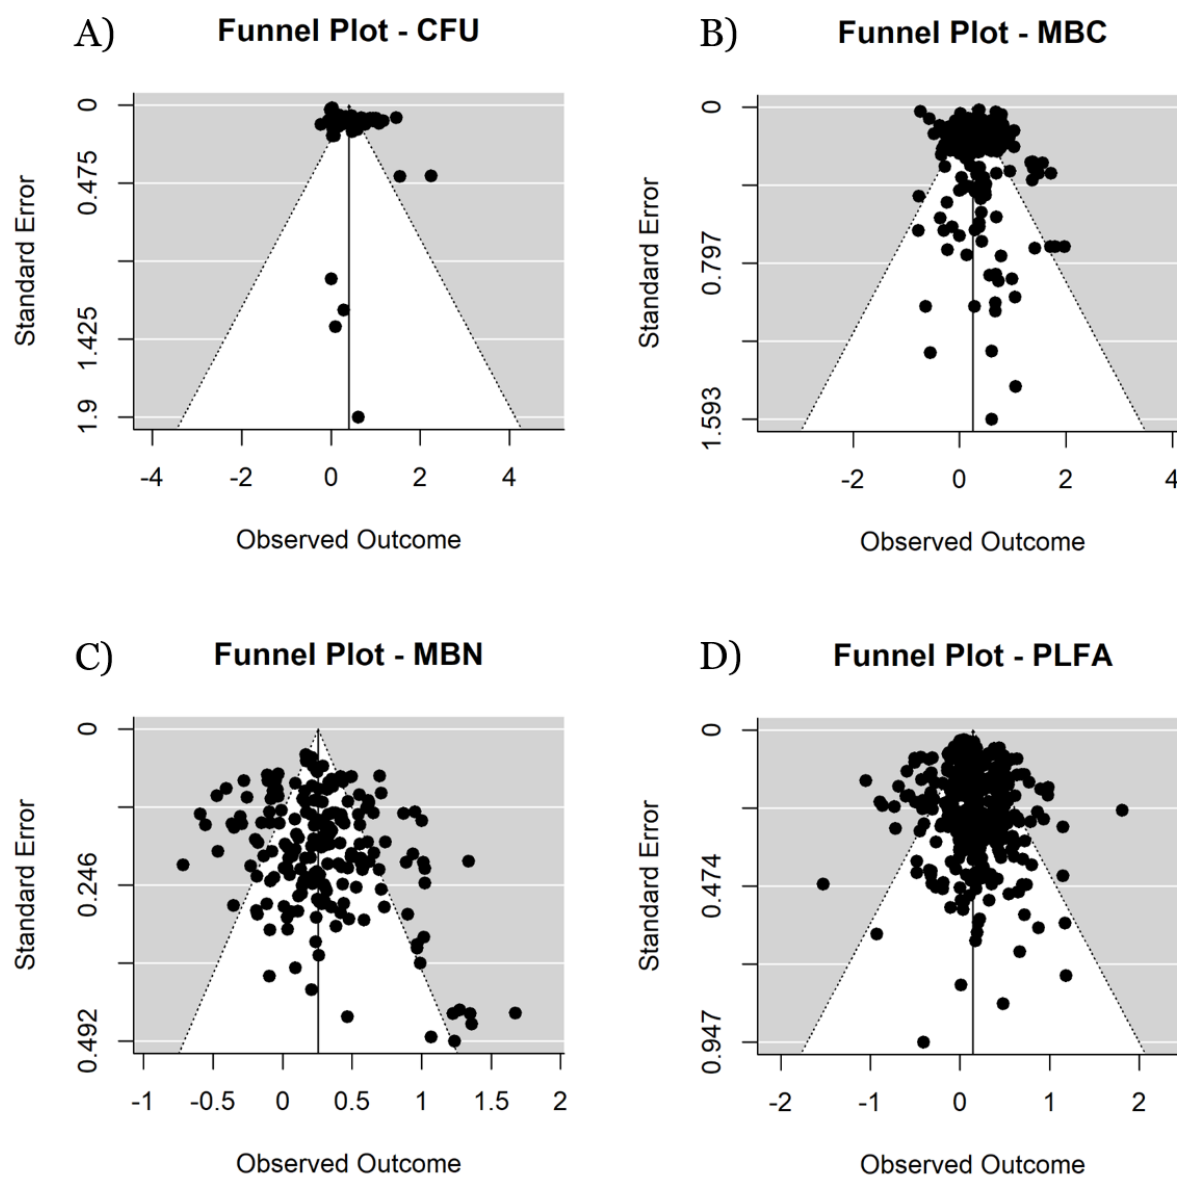 A) Funnel Plot - CFU
Standard Error
0
0.475
1.425
1.9
-4 -2 0 2 4
Observed Outcome
B) Funnel Plot - MBC
Standard Error
0
0.797
1.593
-2 0 2 4
Observed Outcome
C) Funnel Plot - MBN
Standard Error
0
0.246
0.492
-1 -0.5 0 0.5 1 1.5 2
Observed Outcome
D) Funnel Plot - PLFA
Standard Error
0
0.474
0.947
-2 -1 0 1 2
Observed Outcome